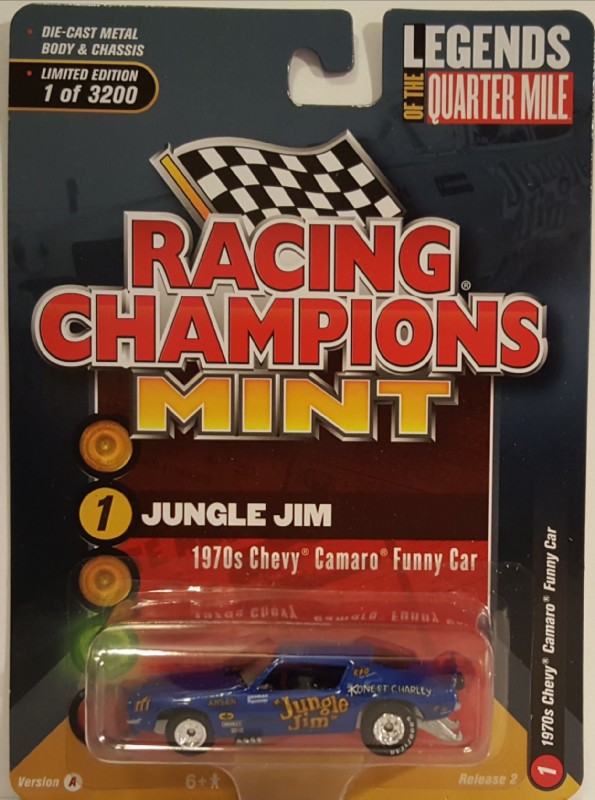 • DIE-CAST METAL
BODY & CHASSIS
• LIMITED EDITION
1 of 3200
LEGENDS
OF THE
QUARTER MILE
Jungle
Jim
RACING
CHAMPIONS®
MINT
1 JUNGLE JIM
1970s Chevy® Camaro® Funny Car
1 1970s Chevy® Camaro® Funny Car
"Jungle
Jim"
Version A
6+
Release 2